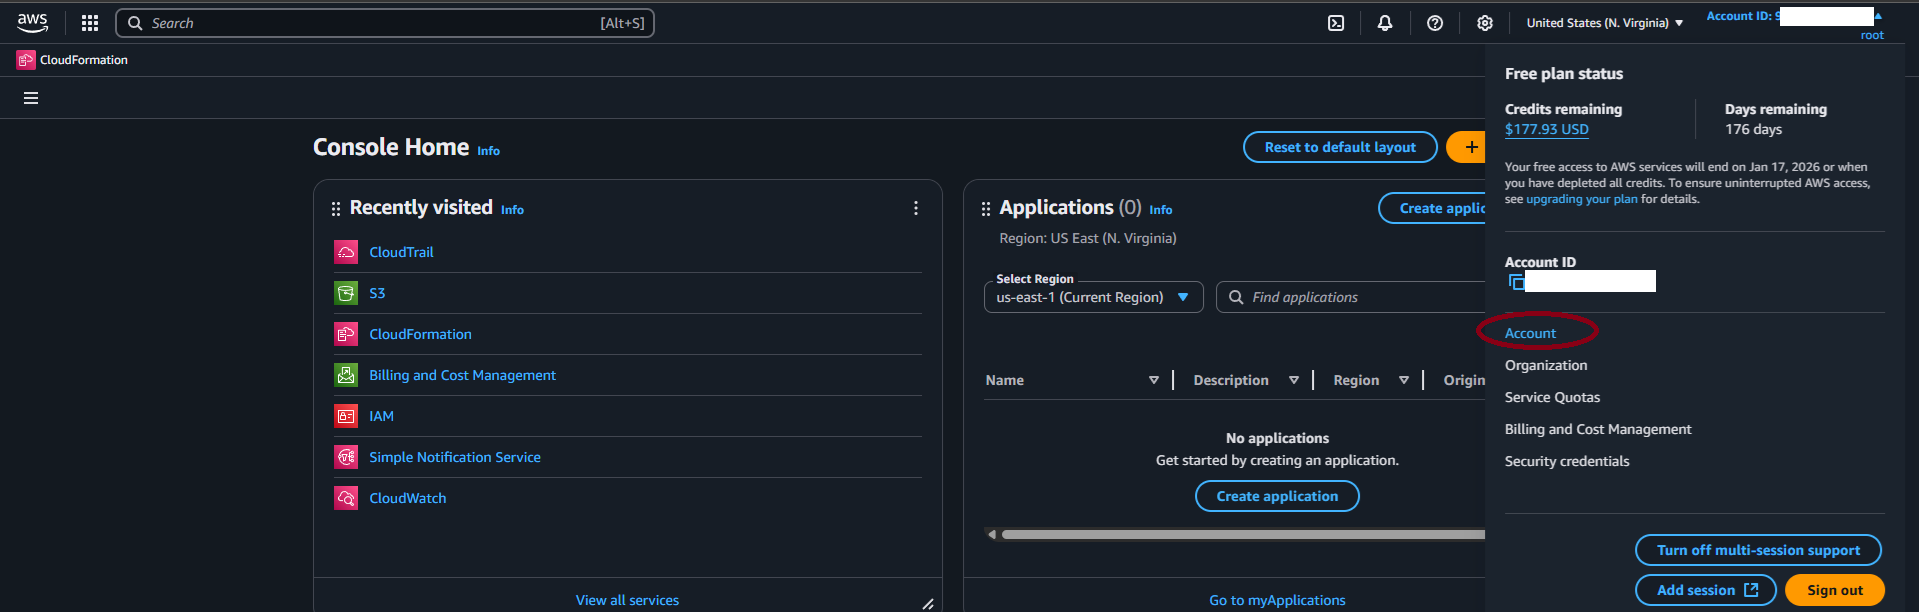 aws
Search [Alt+S]
United States (N. Virginia)
Account ID: 9
root
CloudFormation
Free plan status
Credits remaining
$177.93 USD
Days remaining
176 days
Your free access to AWS services will end on Jan 17, 2026 or when
you have depleted all credits. To ensure uninterrupted AWS access,
see upgrading your plan for details.
Account ID
Account
Organization
Service Quotas
Billing and Cost Management
Security credentials
Turn off multi-session support
Add session
Sign out
Console Home Info
Reset to default layout
+
Recently visited Info
CloudTrail
S3
CloudFormation
Billing and Cost Management
IAM
Simple Notification Service
CloudWatch
View all services
Applications (0) Info
Create applic
Region: US East (N. Virginia)
Select Region
us-east-1 (Current Region)
Find applications
Name Description Region Origin
No applications
Get started by creating an application.
Create application
Go to myApplications